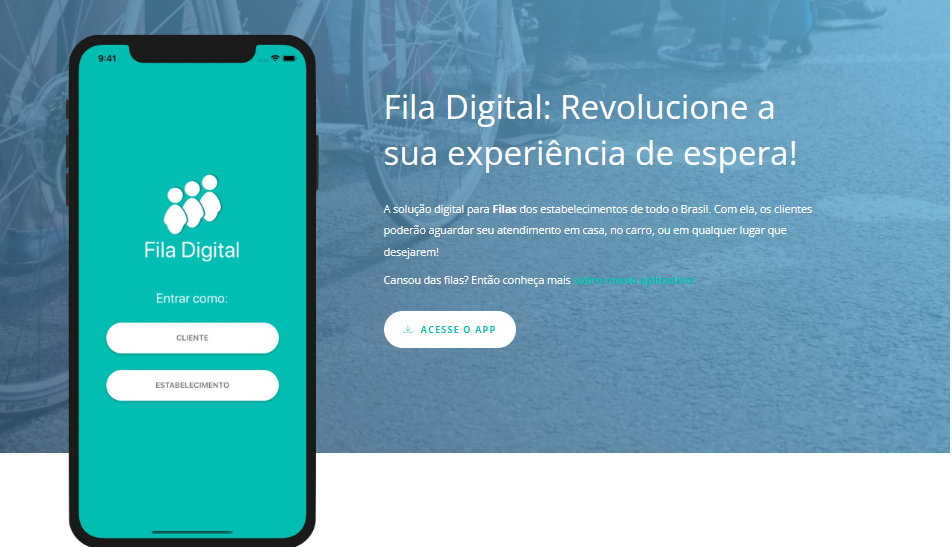 9:41
Fila Digital
Entrar como:
CLIENTE
ESTABELECIMENTO
Fila Digital: Revolucione a
sua experiência de espera!
A solução digital para Filas dos estabelecimentos de todo o Brasil. Com ela, os clientes
poderão aguardar seu atendimento em casa, no carro, ou em qualquer lugar que
desejarem!
Cansou das filas? Então conheça mais sobre nosso aplicativo!
ACESSE O APP